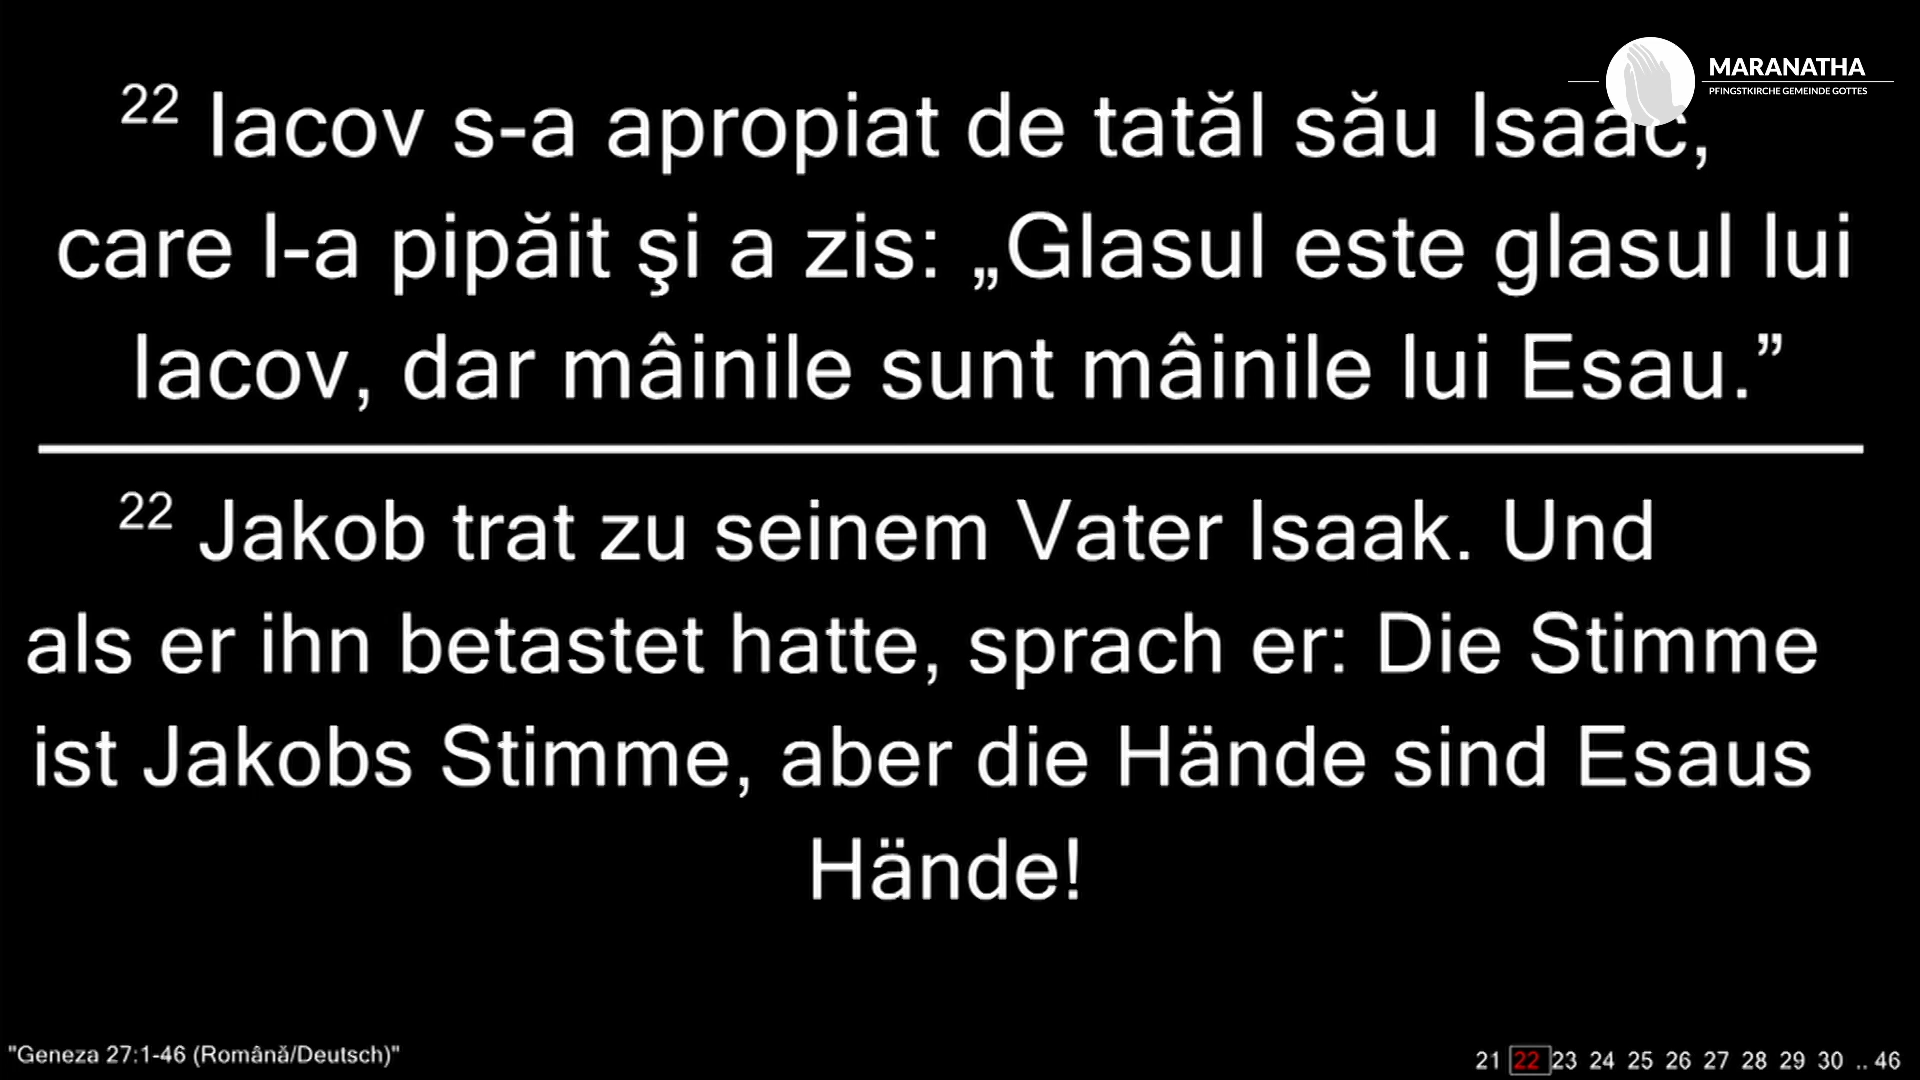 MARANATHA
PFINGSTKIRCHE GEMEINDE GOTTES
22 Iacov s-a apropiat de tatăl său Isaac,
care l-a pipăit şi a zis: „Glasul este glasul lui
Iacov, dar mâinile sunt mâinile lui Esau.”
22 Jakob trat zu seinem Vater Isaak. Und
als er ihn betastet hatte, sprach er: Die Stimme
ist Jakobs Stimme, aber die Hände sind Esaus
Hände!
"Geneza 27:1-46 (Română/Deutsch)"
21 22 23 24 25 26 27 28 29 30 .. 46